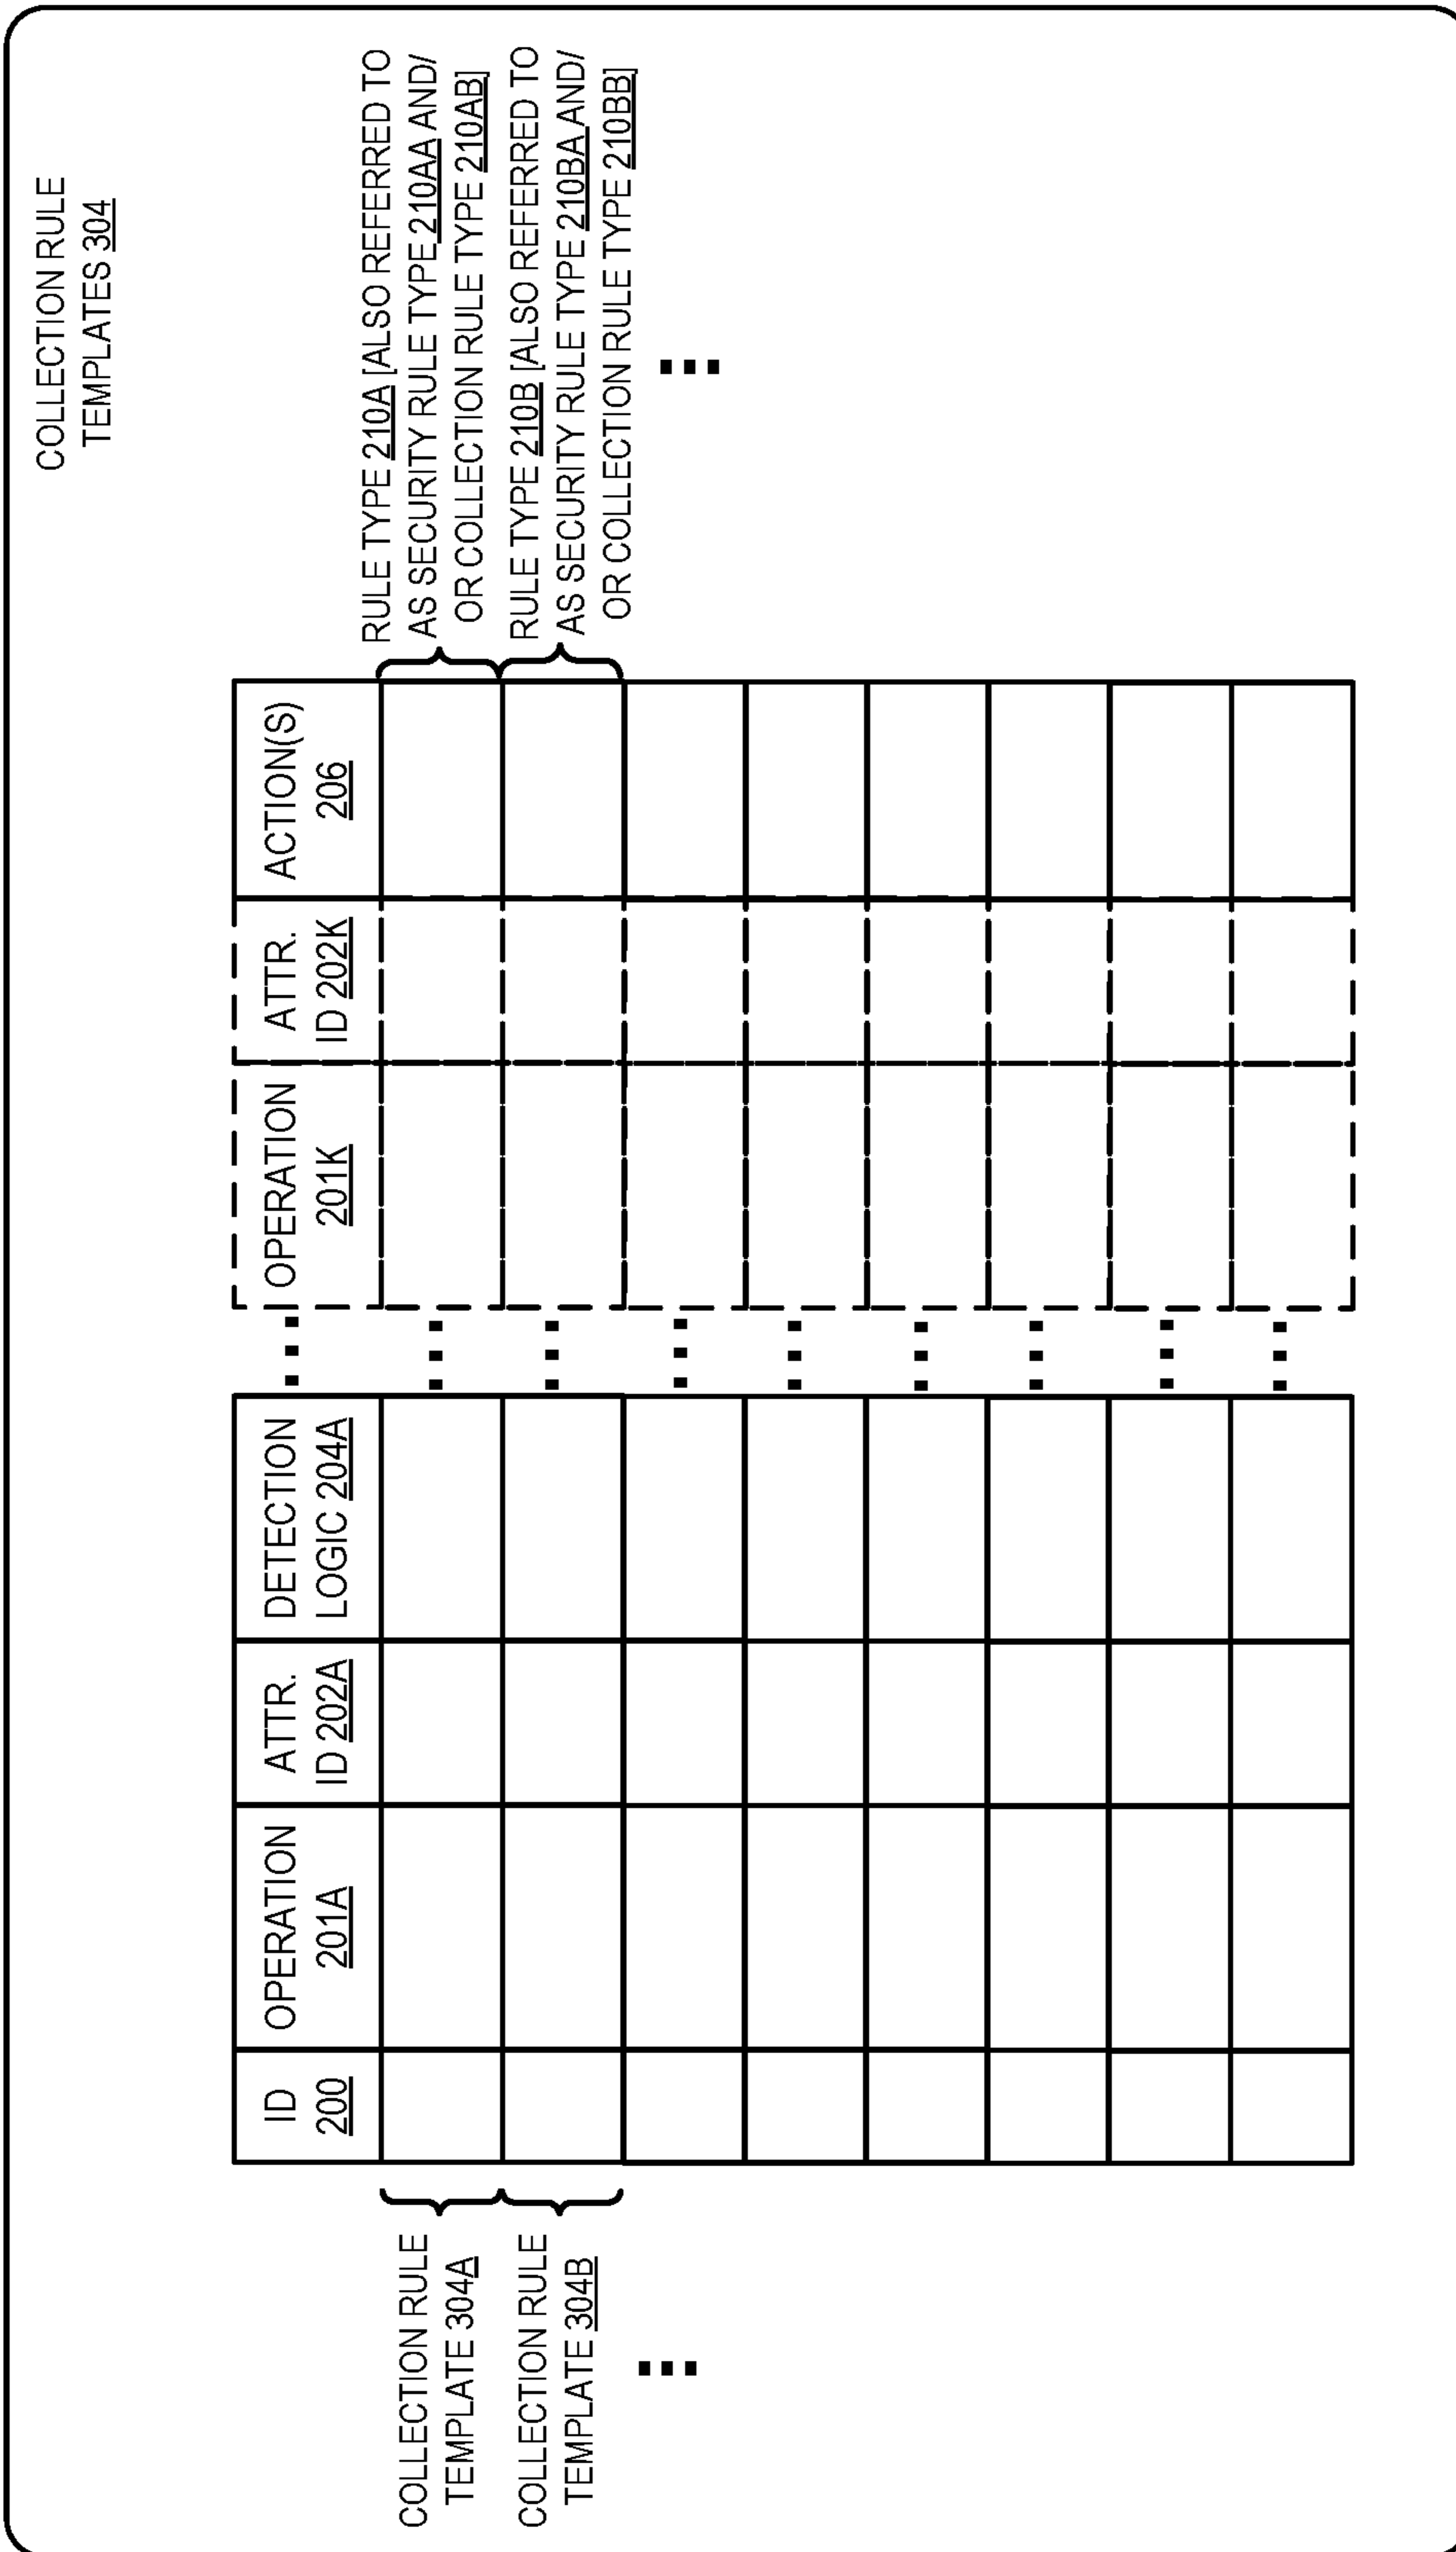 COLLECTION RULE
TEMPLATES 304
ID
200
OPERATION
201A
ATTR.
ID 202A
DETECTION
LOGIC 204A
OPERATION
201K
ATTR.
ID 202K
ACTION(S)
206
COLLECTION RULE
TEMPLATE 304A
COLLECTION RULE
TEMPLATE 304B
RULE TYPE 210A [ALSO REFERRED TO
AS SECURITY RULE TYPE 210AA AND/
OR COLLECTION RULE TYPE 210AB]
RULE TYPE 210B [ALSO REFERRED TO
AS SECURITY RULE TYPE 210BA AND/
OR COLLECTION RULE TYPE 210BB]